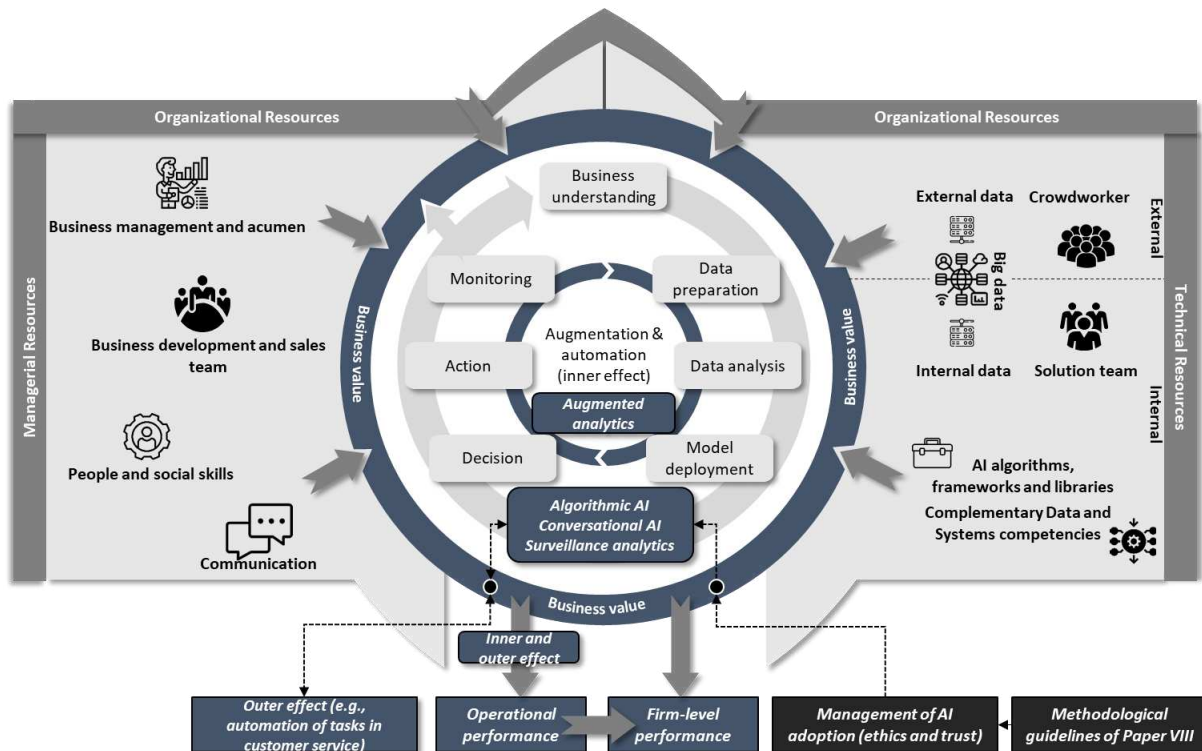 Organizational Resources
Organizational Resources
Managerial Resources
Business management and acumen
Business development and sales
team
People and social skills
Communication
Business value
Business
understanding
Monitoring
Data
preparation
Augmentation &
automation
(inner effect)
Action
Data analysis
Augmented
analytics
Decision
Model
deployment
Algorithmic AI
Conversational AI
Surveillance analytics
Business value
Business value
External data
Crowdworker
External
Big data
Technical Resources
Internal data
Solution team
Internal
AI algorithms,
frameworks and libraries
Complementary Data and
Systems competencies
Inner and
outer effect
Outer effect (e.g.,
automation of tasks in
customer service)
Operational
performance
Firm-level
performance
Management of AI
adoption (ethics and trust)
Methodological
guidelines of Paper VIII